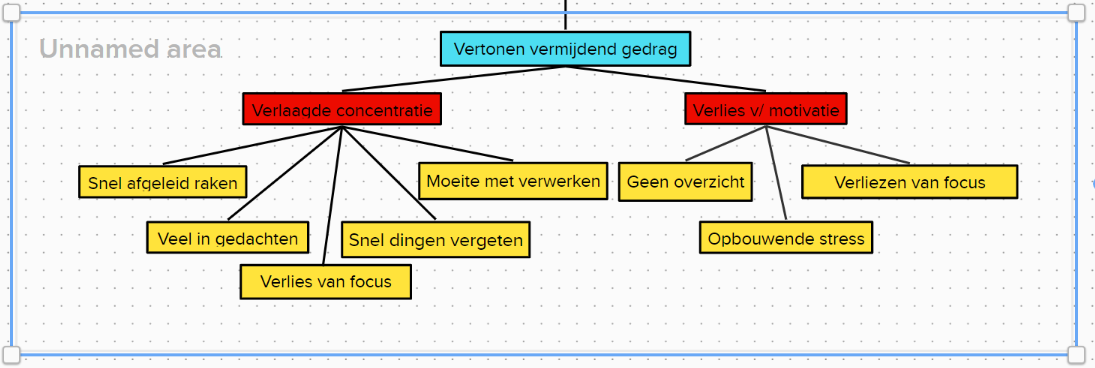 Unnamed area
Vertonen vermijdend gedrag
Verlaagde concentratie
Verlies v/ motivatie
Snel afgeleid raken
Moeite met verwerken
Geen overzicht
Verliezen van focus
Veel in gedachten
Snel dingen vergeten
Opbouwende stress
Verlies van focus